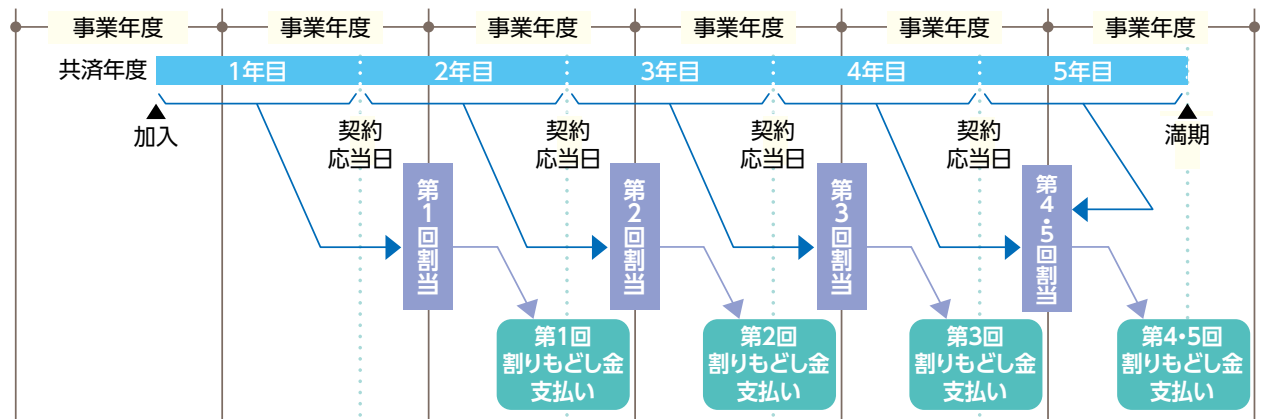 事業年度 事業年度 事業年度 事業年度 事業年度 事業年度
共済年度 1年目 2年目 3年目 4年目 5年目
加入
契約
応当日
契約
応当日
契約
応当日
契約
応当日
満期
第1回割当
第2回割当
第3回割当
第4・5回割当
第1回
割りもどし金
支払い
第2回
割りもどし金
支払い
第3回
割りもどし金
支払い
第4・5回
割りもどし金
支払い